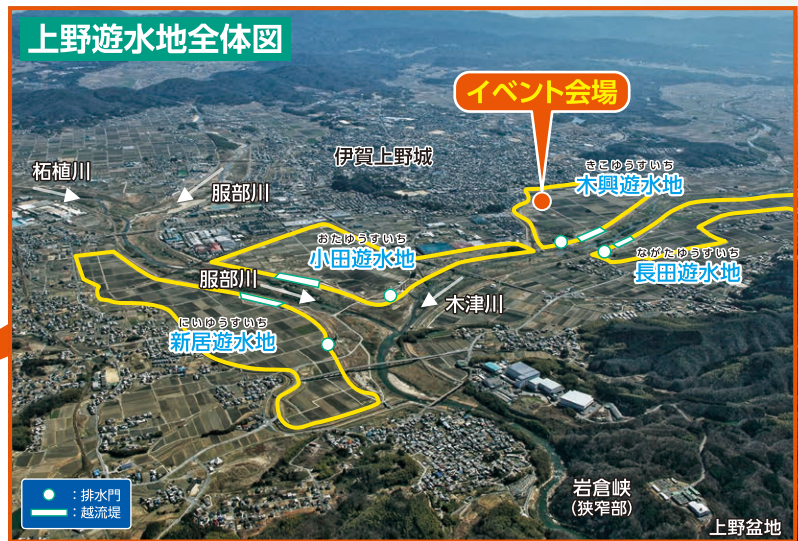 上野遊水地全体図
イベント会場
伊賀上野城
柘植川
服部川
きこゆうすいち
木興遊水地
おたゆうすいち
小田遊水地
ながたゆうすいち
長田遊水地
服部川
木津川
にいゆうすいち
新居遊水地
岩倉峡
(狭窄部)
:排水門
:越流堤
上野盆地